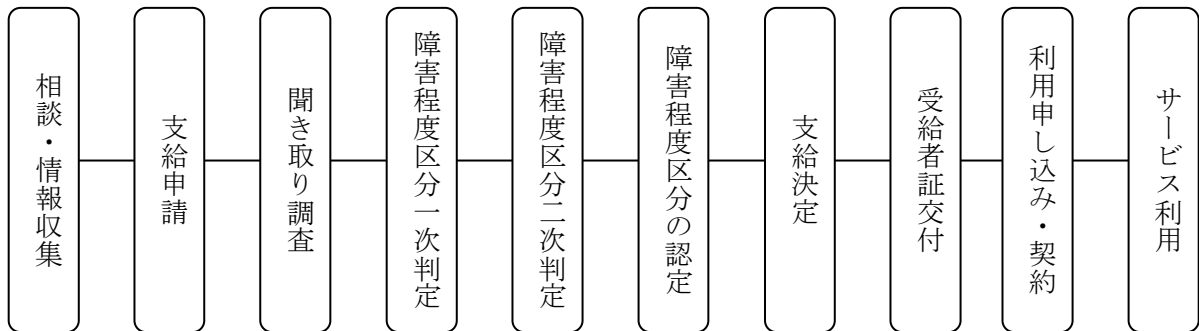 相談・情報収集
支給申請
聞き取り調査
障害程度区分一次判定
障害程度区分二次判定
障害程度区分の認定
支給決定
受給者証交付
利用申し込み・契約
サービス利用